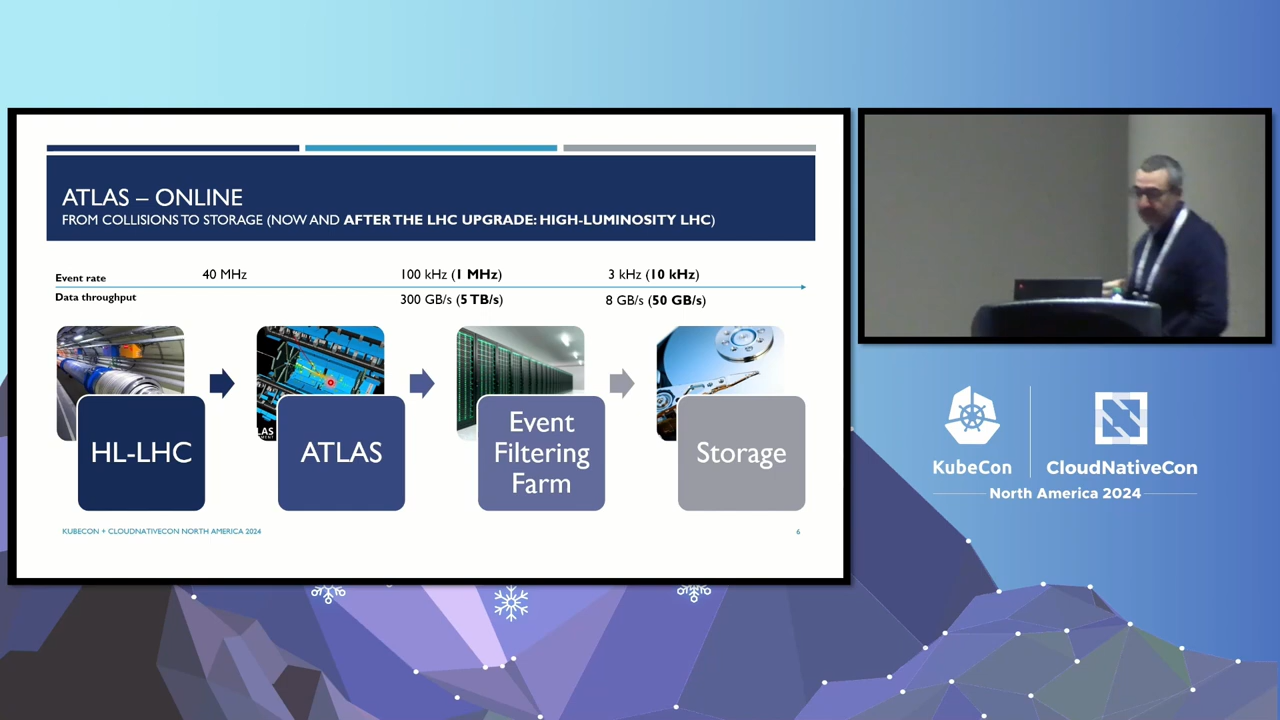 ATLAS – ONLINE
FROM COLLISIONS TO STORAGE (NOW AND AFTER THE LHC UPGRADE: HIGH-LUMINOSITY LHC)
Event rate
40 MHz
100 kHz (1 MHz)
3 kHz (10 kHz)
Data throughput
300 GB/s (5 TB/s)
8 GB/s (50 GB/s)
HL-LHC
LAS
ATLAS
Event
Filtering
Farm
Storage
KUBECON + CLOUDNATIVECON NORTH AMERICA 2024
6
KubeCon
CloudNativeCon
North America 2024